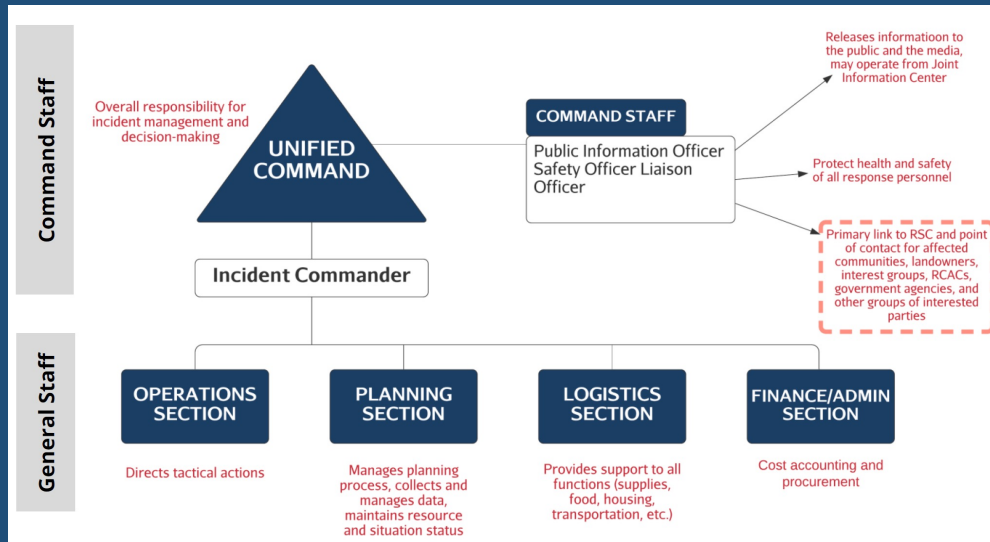 Command Staff
Overall responsibility for
incident management and
decision-making
UNIFIED
COMMAND
COMMAND STAFF
Public Information Officer
Safety Officer Liaison
Officer
Releases informatioon to
the public and the media,
may operate from Joint
Information Center
Protect health and safety
of all response personnel
Primary link to RSC and point
of contact for affected
communities, landowners,
interest groups, RCACs,
government agencies, and
other groups of interested
parties
Incident Commander
General Staff
OPERATIONS
SECTION
Directs tactical actions
PLANNING
SECTION
Manages planning
process, collects and
manages data,
maintains resource
and situation status
LOGISTICS
SECTION
Provides support to all
functions (supplies,
food, housing,
transportation, etc.)
FINANCE/ADMIN
SECTION
Cost accounting and
procurement